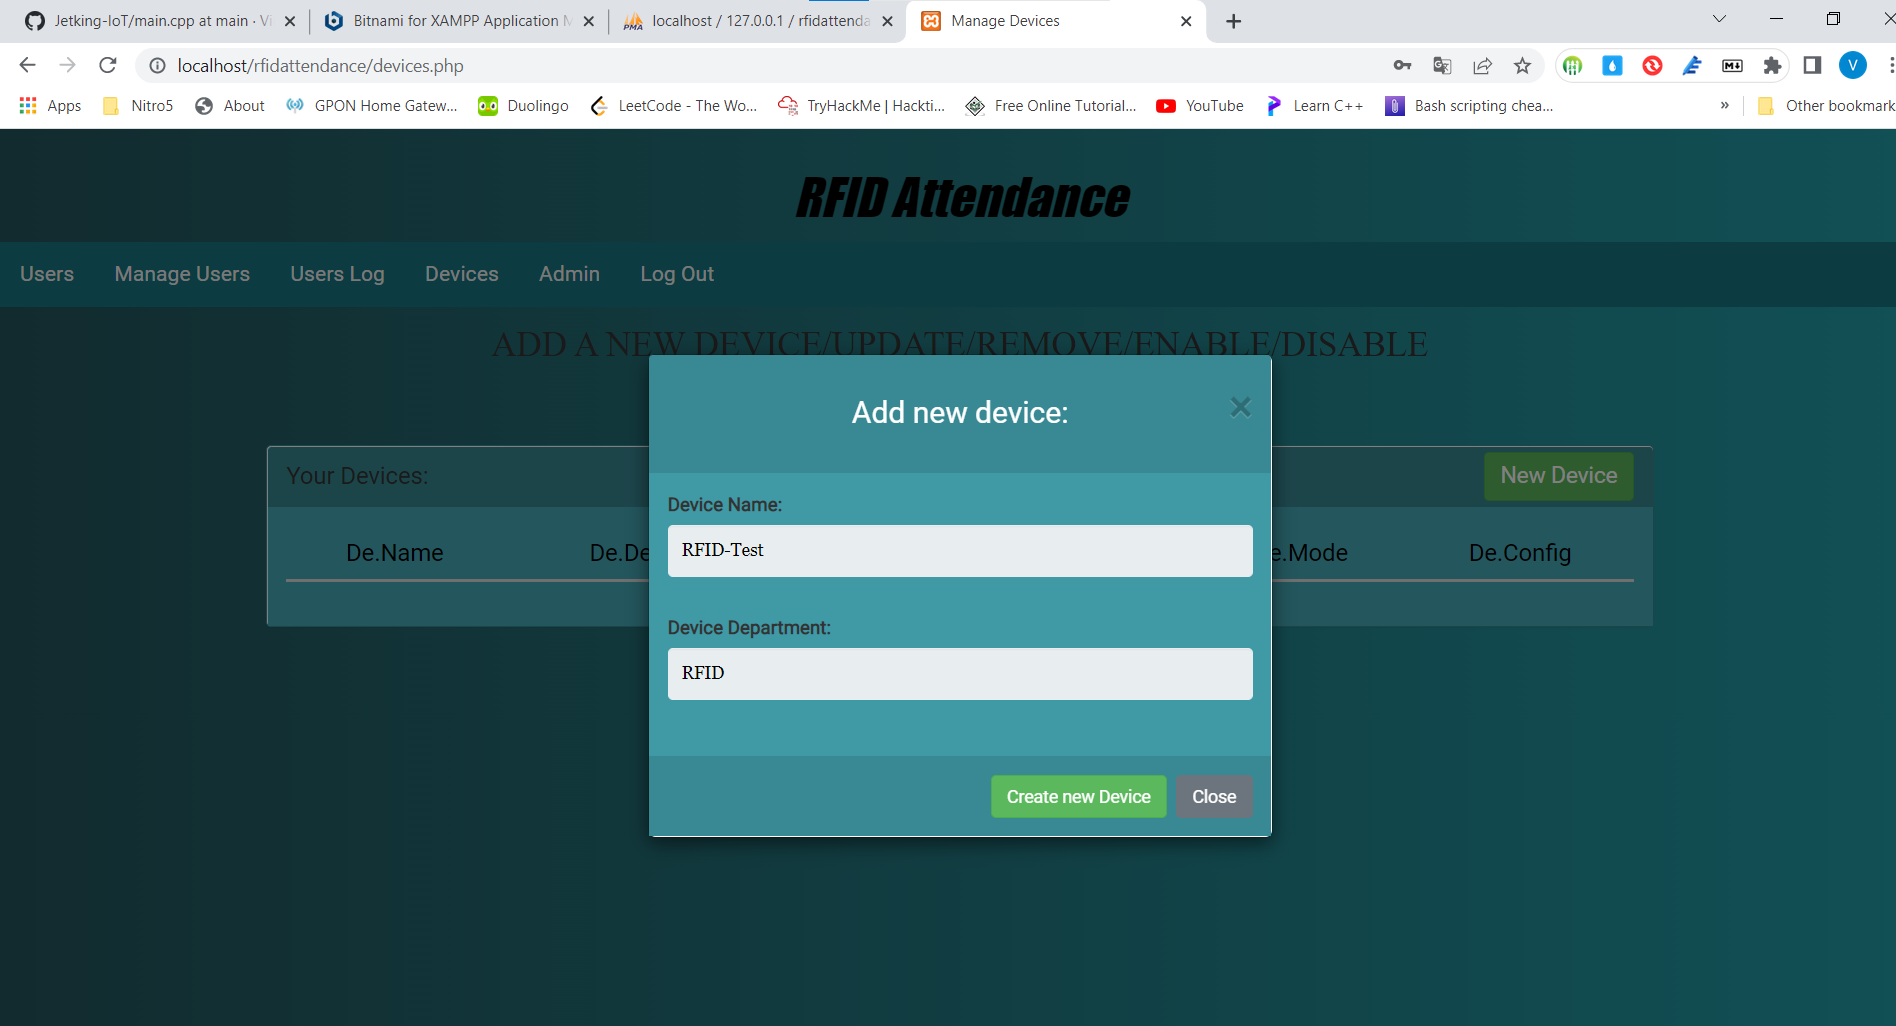 Jetking-IoT/main.cpp at main · Vi
Bitnami for XAMPP Application M
localhost / 127.0.0.1 / rfidattenda
Manage Devices
localhost/rfidattendance/devices.php
V
Apps
Nitro5
About
GPON Home Gatew...
Duolingo
LeetCode - The Wo...
TryHackMe | Hackti...
Free Online Tutorial...
YouTube
Learn C++
Bash scripting chea...
»
Other bookmark
RFID Attendance
Users Manage Users Users Log Devices Admin Log Out
ADD A NEW DEVICE/UPDATE/REMOVE/ENABLE/DISABLE
Your Devices:
New Device
De.Name De.De e.Mode De.Config
Add new device:
×
Device Name:
RFID-Test
Device Department:
RFID
Create new Device
Close